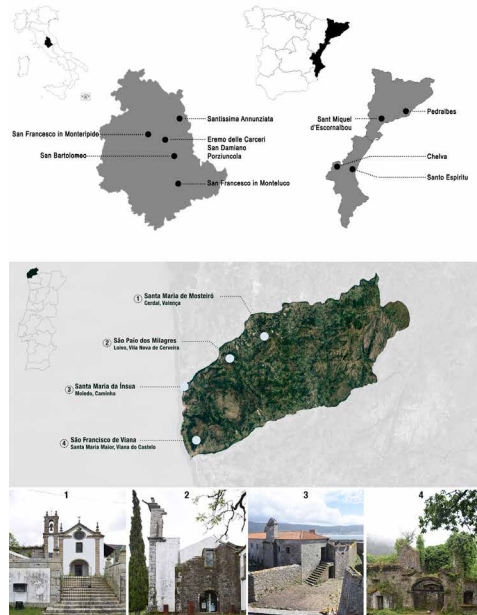 Santissima Annunziata
San Francesco in Monteripido
Eremo delle Carceri
San Damiano
Porziuncola
San Bartolomeo
San Francesco in Monteluco
Pedralbes
Sant Miquel
d'Escornalbou
Chelva
Santo Espiritu
1 Santa Maria de Mosteiró
Cerdal, Valença
2 São Paio dos Milagres
Loivo, Vila Nova de Cerveira
3 Santa Maria da Ínsua
Moledo, Caminha
4 São Francisco de Viana
Santa Maria Maior, Viana do Castelo
1
2
3
4